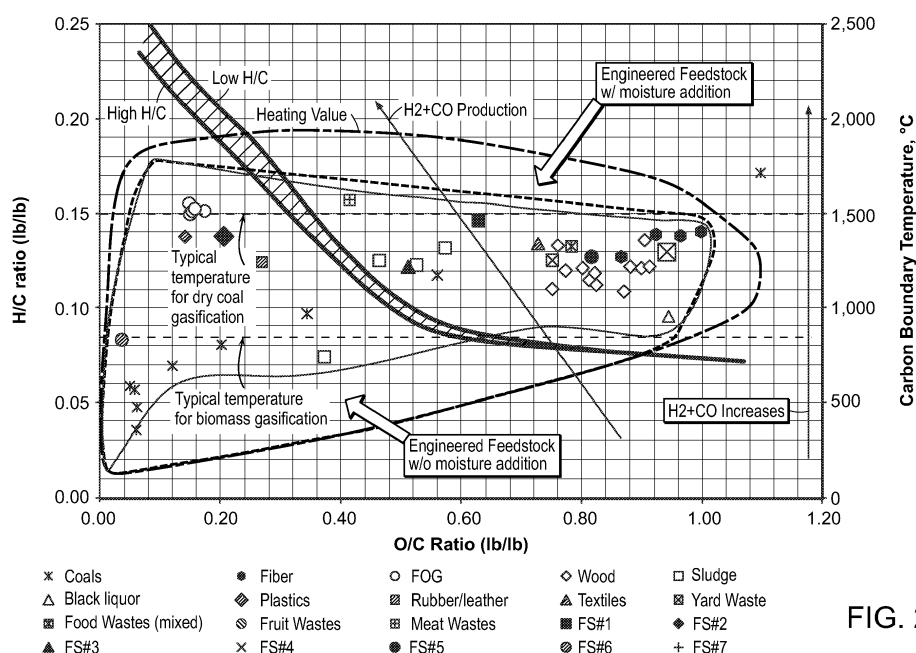 0.25
0.20
0.15
0.10
0.05
0.00
H/C ratio (lb/lb)
2,500
2,000
1,500
1,000
500
0
Carbon Boundary Temperature, °C
Low H/C
High H/C
Heating Value
H2+CO Production
Engineered Feedstock
w/ moisture addition
Typical
temperature
for dry coal
gasification
Typical temperature
for biomass gasification
H2+CO Increases
Engineered Feedstock
w/o moisture addition
0.00 0.20 0.40 0.60 0.80 1.00 1.20
O/C Ratio (lb/lb)
Coals Fiber FOG Wood Sludge
Black liquor Plastics Rubber/leather Textiles Yard Waste
Food Wastes (mixed) Fruit Wastes Meat Wastes FS#1 FS#2
FS#3 FS#4 FS#5 FS#6 FS#7
FIG. 2